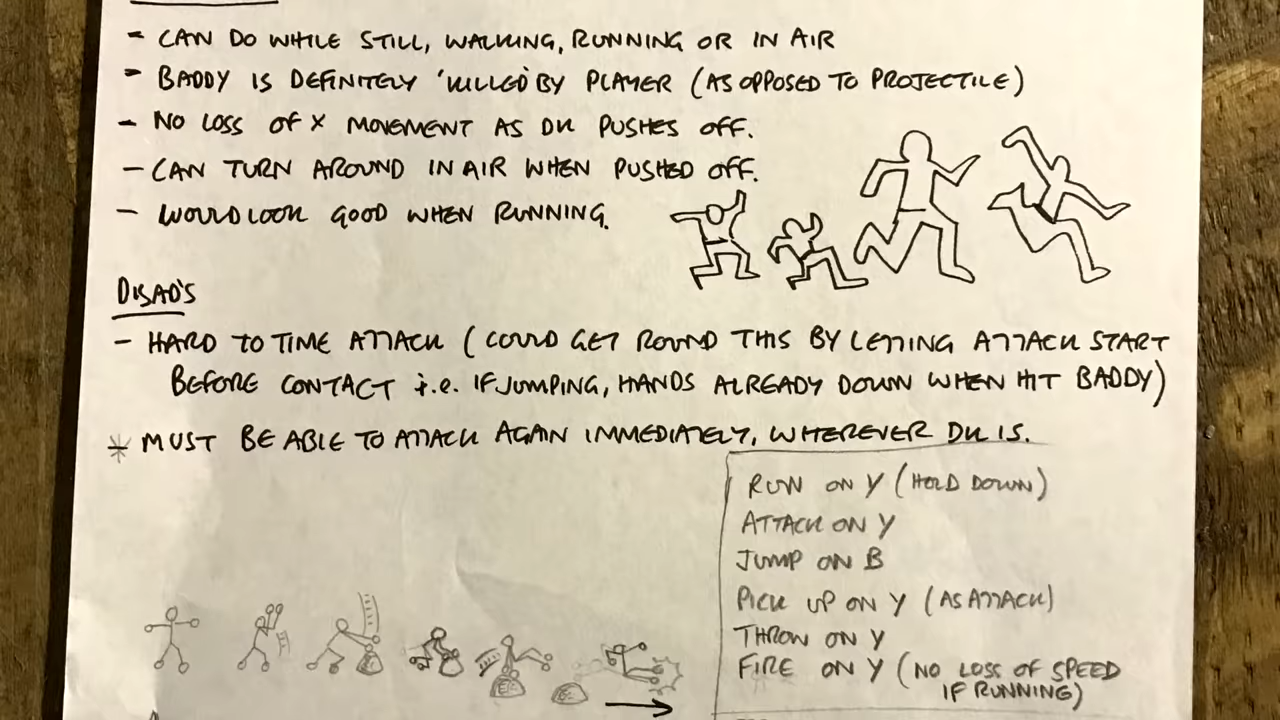 - CAN DO WHILE STILL, WALKING, RUNNING OR IN AIR
- BADDY IS DEFINITELY 'KILLED' BY PLAYER (AS OPPOSED TO PROJECTILE)
- NO LOSS OF X MOVEMENT AS DK PUSHES OFF.
- CAN TURN AROUND IN AIR WHEN PUSHED OFF.
- WOULD LOOK GOOD WHEN RUNNING.
DISAD'S
- HARD TO TIME ATTACK (COULD GET ROUND THIS BY LETTING ATTACK START
BEFORE CONTACT i.e. IF JUMPING, HANDS ALREADY DOWN WHEN HIT BADDY)
* MUST BE ABLE TO ATTACK AGAIN IMMEDIATELY, WHEREVER DK IS.
RUN ON Y (HOLD DOWN)
ATTACK ON Y
JUMP ON B
PICK UP ON Y (AS ATTACK)
THROW ON Y
FIRE ON Y (NO LOSS OF SPEED
IF RUNNING)